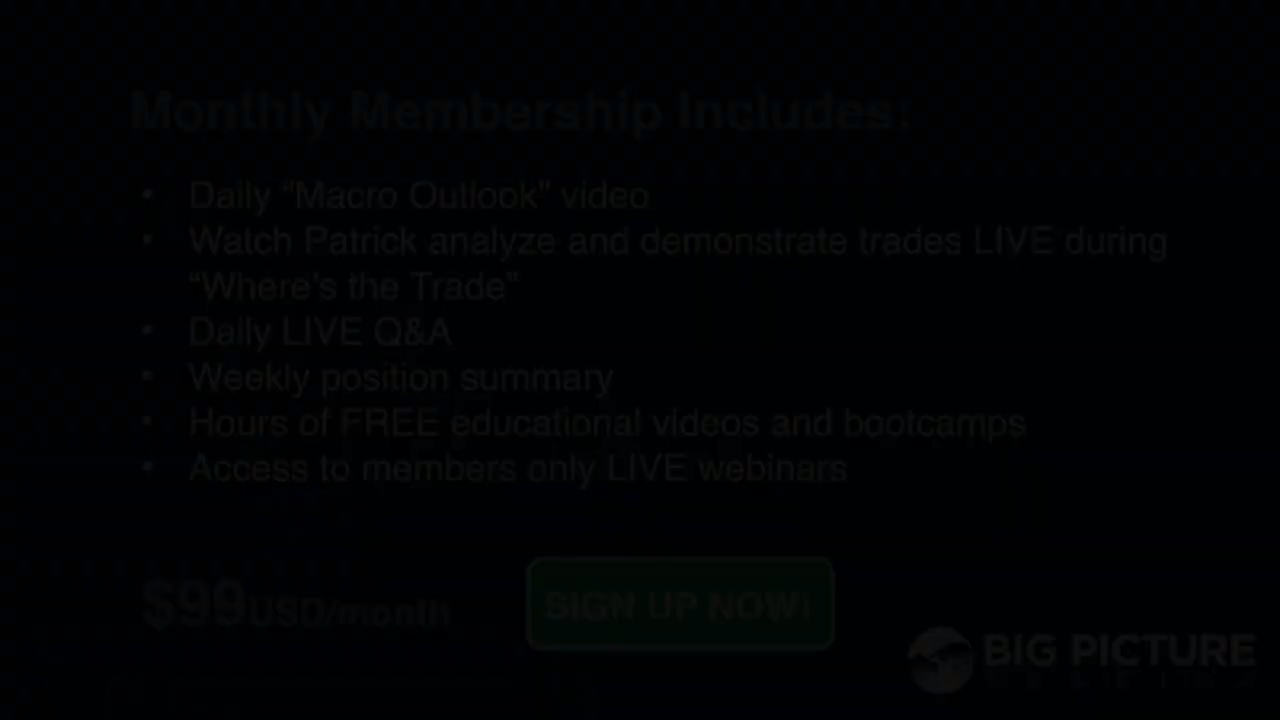 Monthly Membership Includes:
• Daily “Macro Outlook” video
• Watch Patrick analyze and demonstrate trades LIVE during
“Where's the Trade”
• Daily LIVE Q&A
• Weekly position summary
• Hours of FREE educational videos and bootcamps
• Access to members only LIVE webinars
$99USD/month
SIGN UP NOW!
BIG PICTURE